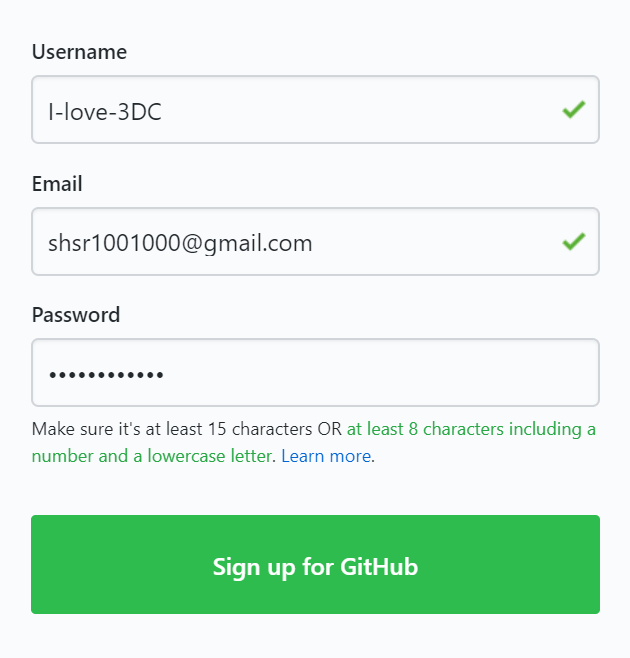 Username
I-love-3DC
Email
shsr1001000@gmail.com
Password
••••••••••••
Make sure it's at least 15 characters OR at least 8 characters including a
number and a lowercase letter. Learn more.
Sign up for GitHub